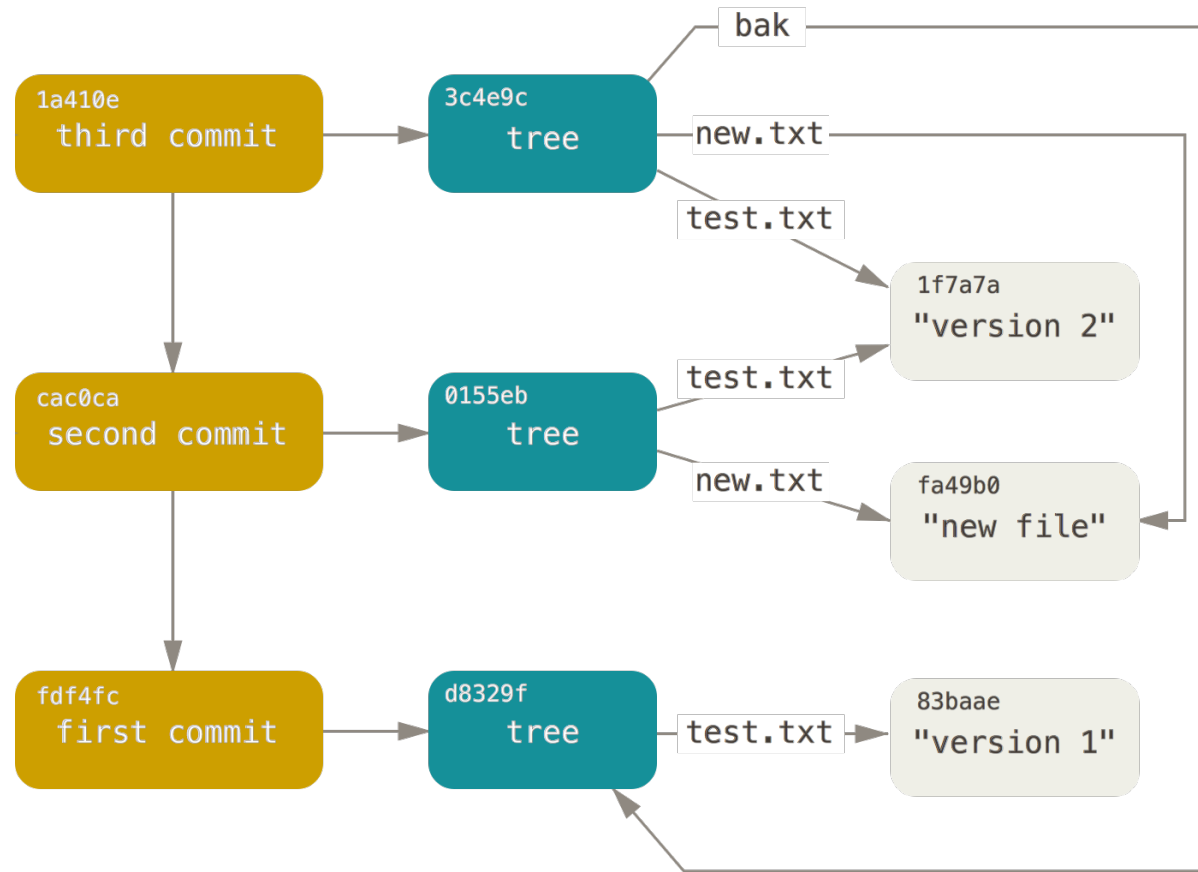 bak
1a410e
third commit
3c4e9c
tree
new.txt
test.txt
1f7a7a
"version 2"
cac0ca
second commit
0155eb
tree
test.txt
new.txt
fa49b0
"new file"
fdf4fc
first commit
d8329f
tree
test.txt
83baae
"version 1"